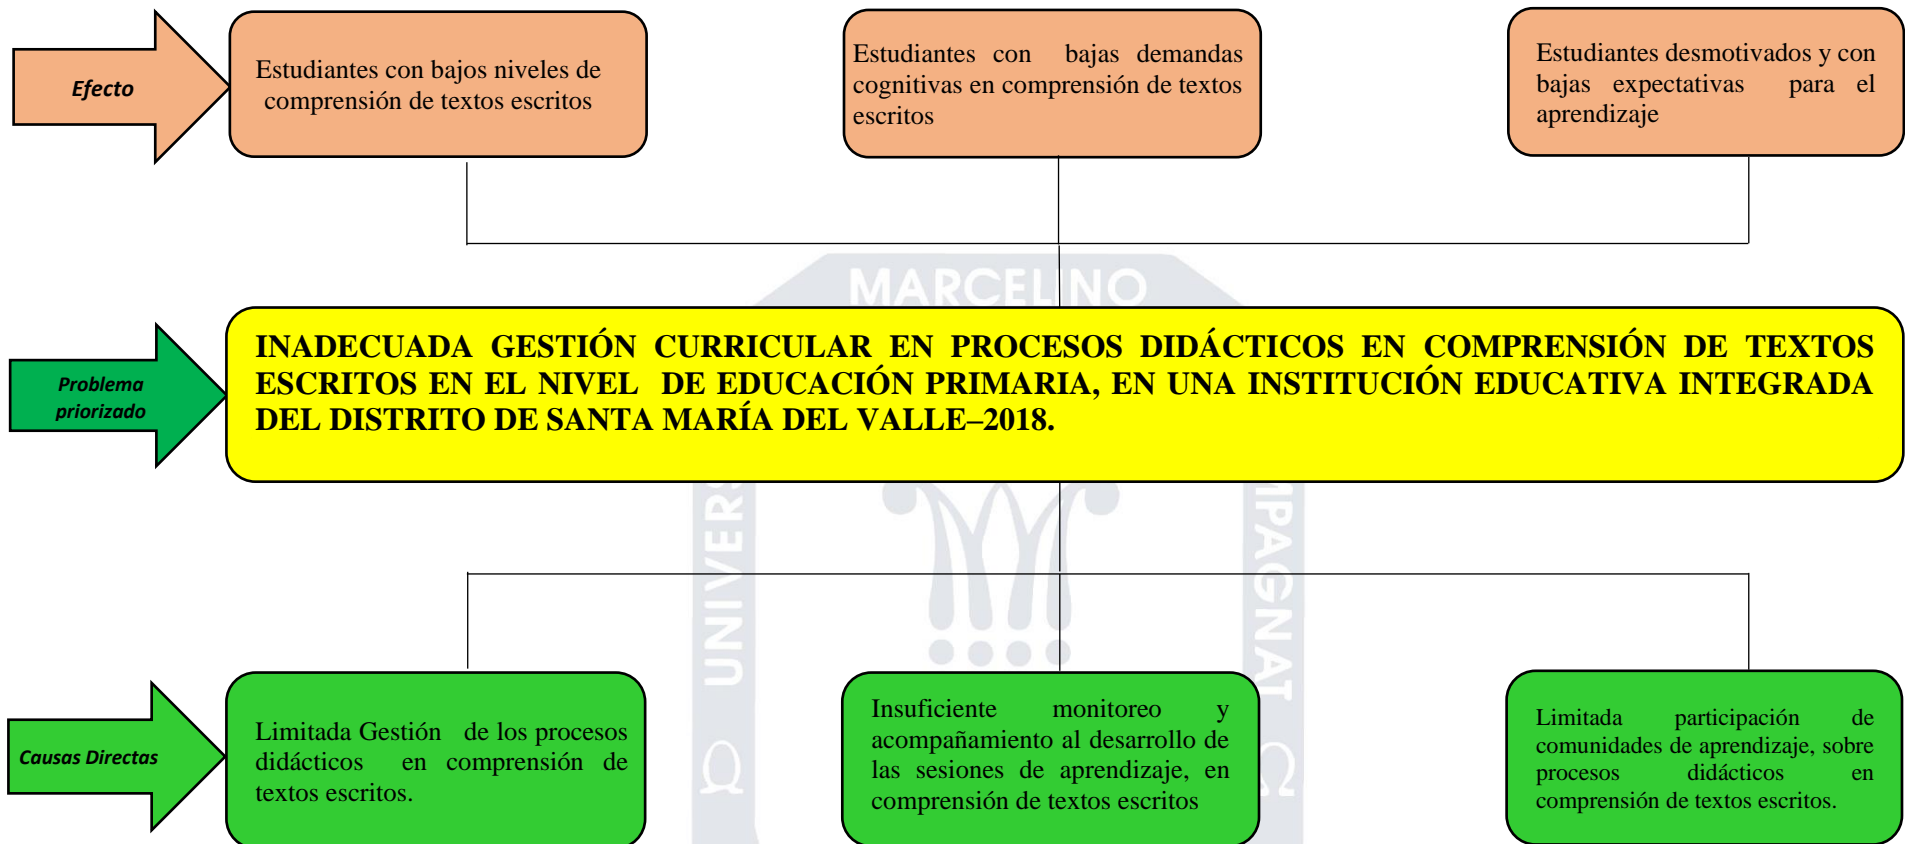 Efecto
Estudiantes con bajos niveles de
comprensión de textos escritos
Estudiantes con bajas demandas
cognitivas en comprensión de textos
escritos
Estudiantes desmotivados y con
bajas expectativas para el
aprendizaje
MARCELINO
Problema
priorizado
INADECUADA GESTIÓN CURRICULAR EN PROCESOS DIDÁCTICOS EN COMPRENSIÓN DE TEXTOS
ESCRITOS EN EL NIVEL DE EDUCACIÓN PRIMARIA, EN UNA INSTITUCIÓN EDUCATIVA INTEGRADA
DEL DISTRITO DE SANTA MARÍA DEL VALLE–2018.
UNIVERS
MPAGNAT
Ω
Ω
Causas Directas
Limitada Gestión de los procesos
didácticos en comprensión de
textos escritos.
Insuficiente monitoreo y
acompañamiento al desarrollo de
las sesiones de aprendizaje, en
comprensión de textos escritos
Limitada participación de
comunidades de aprendizaje, sobre
procesos didácticos en
comprensión de textos escritos.